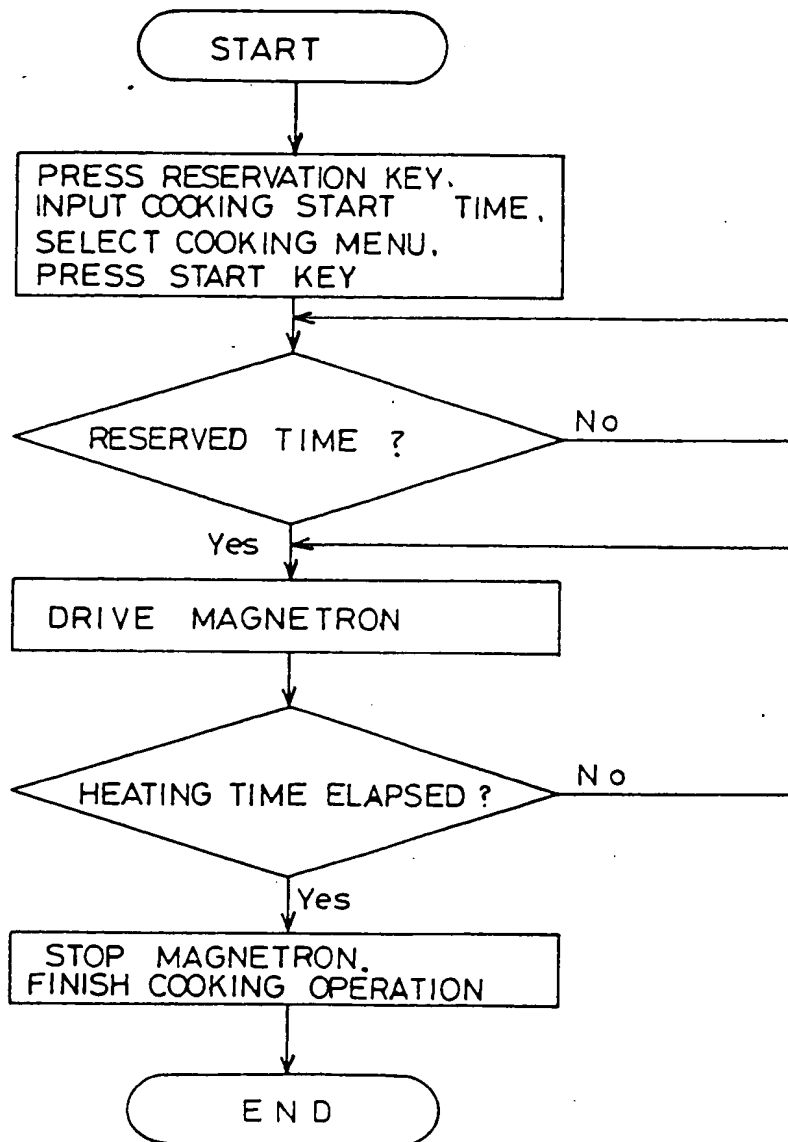 START
PRESS RESERVATION KEY.
INPUT COOKING START TIME.
SELECT COOKING MENU.
PRESS START KEY
RESERVED TIME ?
No
Yes
DRIVE MAGNETRON
HEATING TIME ELAPSED ?
No
Yes
STOP MAGNETRON.
FINISH COOKING OPERATION
END